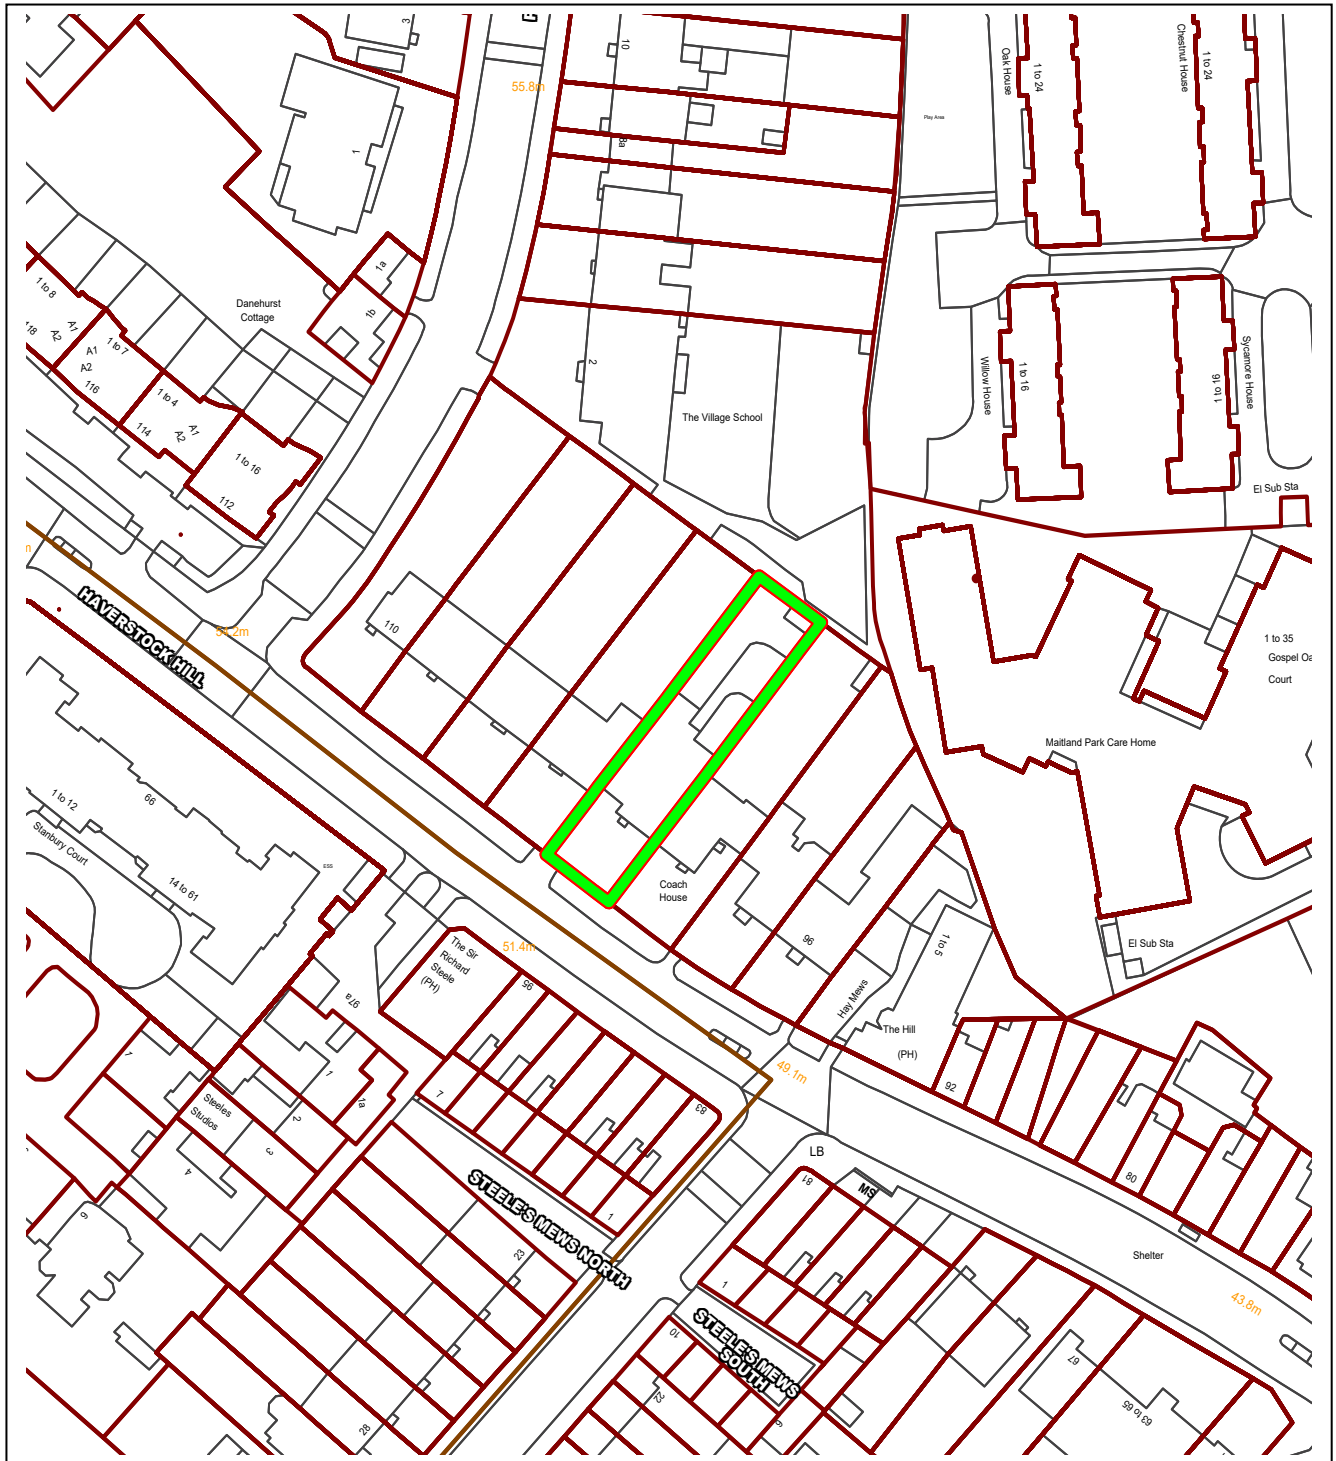 3
10
55.8m
8a
Oak House
1 to 24
Chestnut House
1 to 24
Play Area
1
1a
1b
Danehurst
Cottage
1 to 8
A1
A2
118
1 to 7
A1
A2
116
1 to 4
A1
A2
114
1 to 16
112
2
The Village School
Willow House
1 to 16
1 to 16
Sycamore House
El Sub Sta
HAVERSTOCK HILL
54.2m
110
1 to 35
Court
Maitland Park Care Home
66
1 to 12
Stanbury Court
14 to 61
ESS
Coach
House
96
1 to 5
Hay Mews
The Hill
(PH)
El Sub Sta
51.4m
The Sir
Richard
Steele
(PH)
95
97a
49.1m
92
7
1
1a
2
3
4
Steeles
Studios
7
83
1
STEELE'S MEWS NORTH
LB
MS
81
80
Shelter
43.8m
6
23
28
1
10
22
STEELE'S MEWS
SOUTH
67
63 to 65